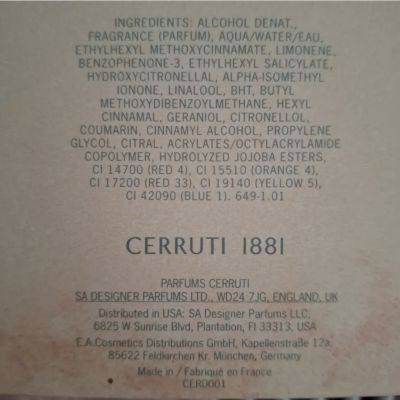 INGREDIENTS: ALCOHOL DENAT.,
FRAGRANCE (PARFUM), AQUA/WATER/EAU,
ETHYLHEXYL METHOXYCINNAMATE, LIMONENE,
BENZOPHENONE-3, ETHYLHEXYL SALICYLATE,
HYDROXYCITRONELLAL, ALPHA-ISOMETHYL
IONONE, LINALOOL, BHT, BUTYL
METHOXYDIBENZOYLMETHANE, HEXYL
CINNAMAL, GERANIOL, CITRONELLOL,
COUMARIN, CINNAMYL ALCOHOL, PROPYLENE
GLYCOL, CITRAL, ACRYLATES/OCTYLACRYLAMIDE
COPOLYMER, HYDROLYZED JOJOBA ESTERS,
CI 14700 (RED 4), CI 15510 (ORANGE 4),
CI 17200 (RED 33), CI 19140 (YELLOW 5),
CI 42090 (BLUE 1). 649-1.01
CERRUTI 1881
PARFUMS CERRUTI
SA DESIGNER PARFUMS LTD., WD24 7JG, ENGLAND, UK
Distributed in USA: SA Designer Parfums LLC,
6825 W Sunrise Blvd, Plantation, Fl 33313, USA
E.A.Cosmetics Distributions GmbH, Kapellenstraße 12a,
85622 Feldkirchen Kr. München, Germany
Made in / Fabriqué en France
CER0001